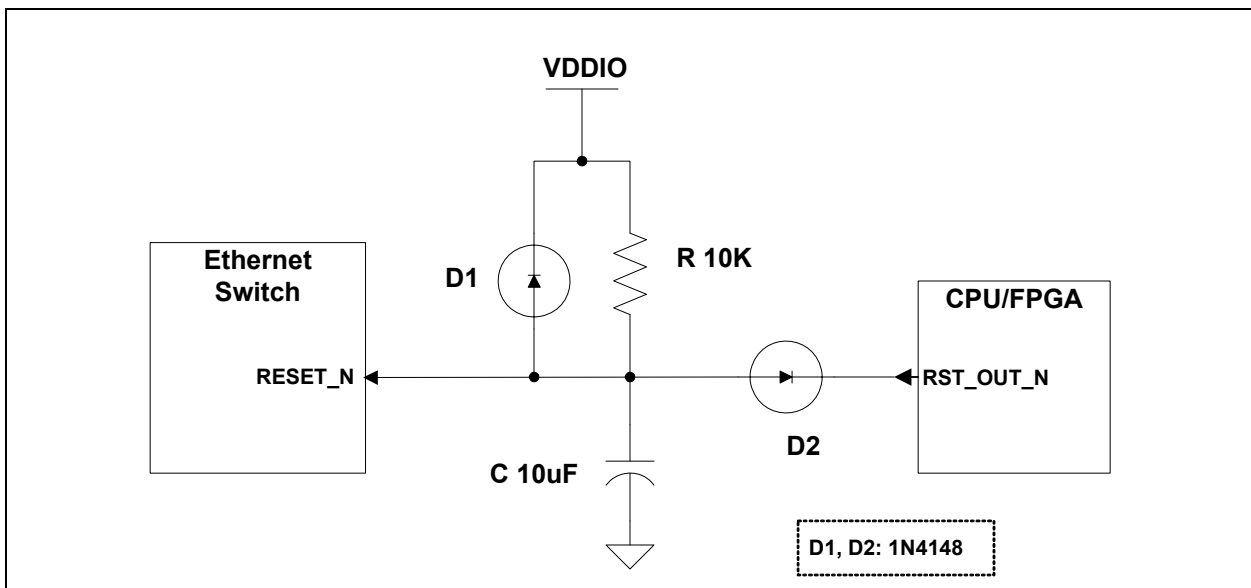 VDDIO
Ethernet
Switch
D1
R 10K
CPU/FPGA
RESET_N
RST_OUT_N
D2
C 10uF
D1, D2: 1N4148